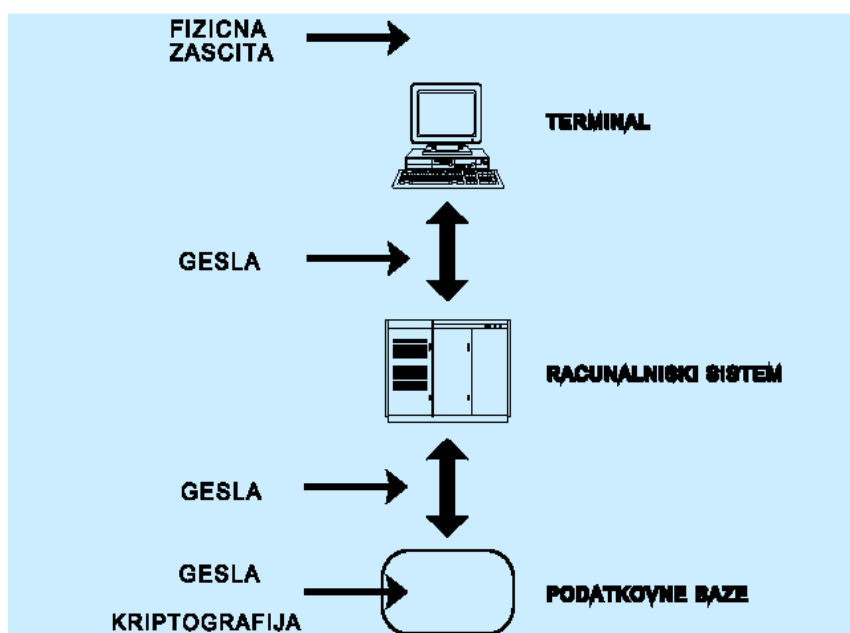 FIZICNA
ZASCITA
TERMINAL
GESLA
RACUNALNISKI SISTEM
GESLA
GESLA
PODATKOVNE BAZE
KRIPTOGRAFIJA